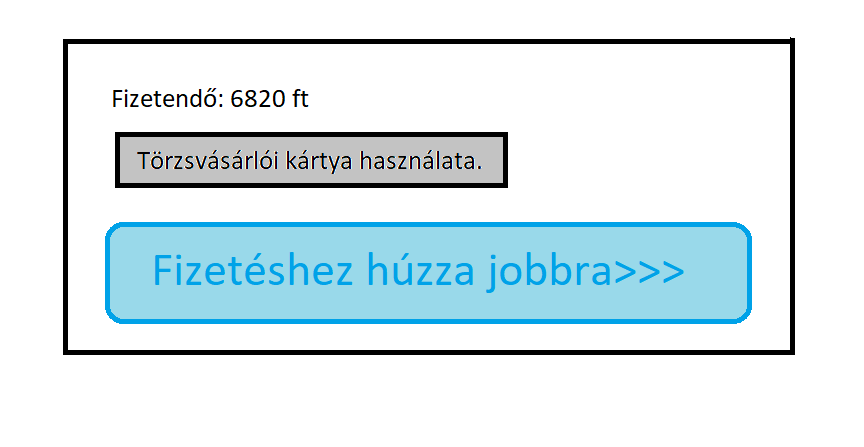 Fizetendő: 6820 ft
Törzsvásárlói kártya használata.
Fizetéshez húzza jobbra>>>